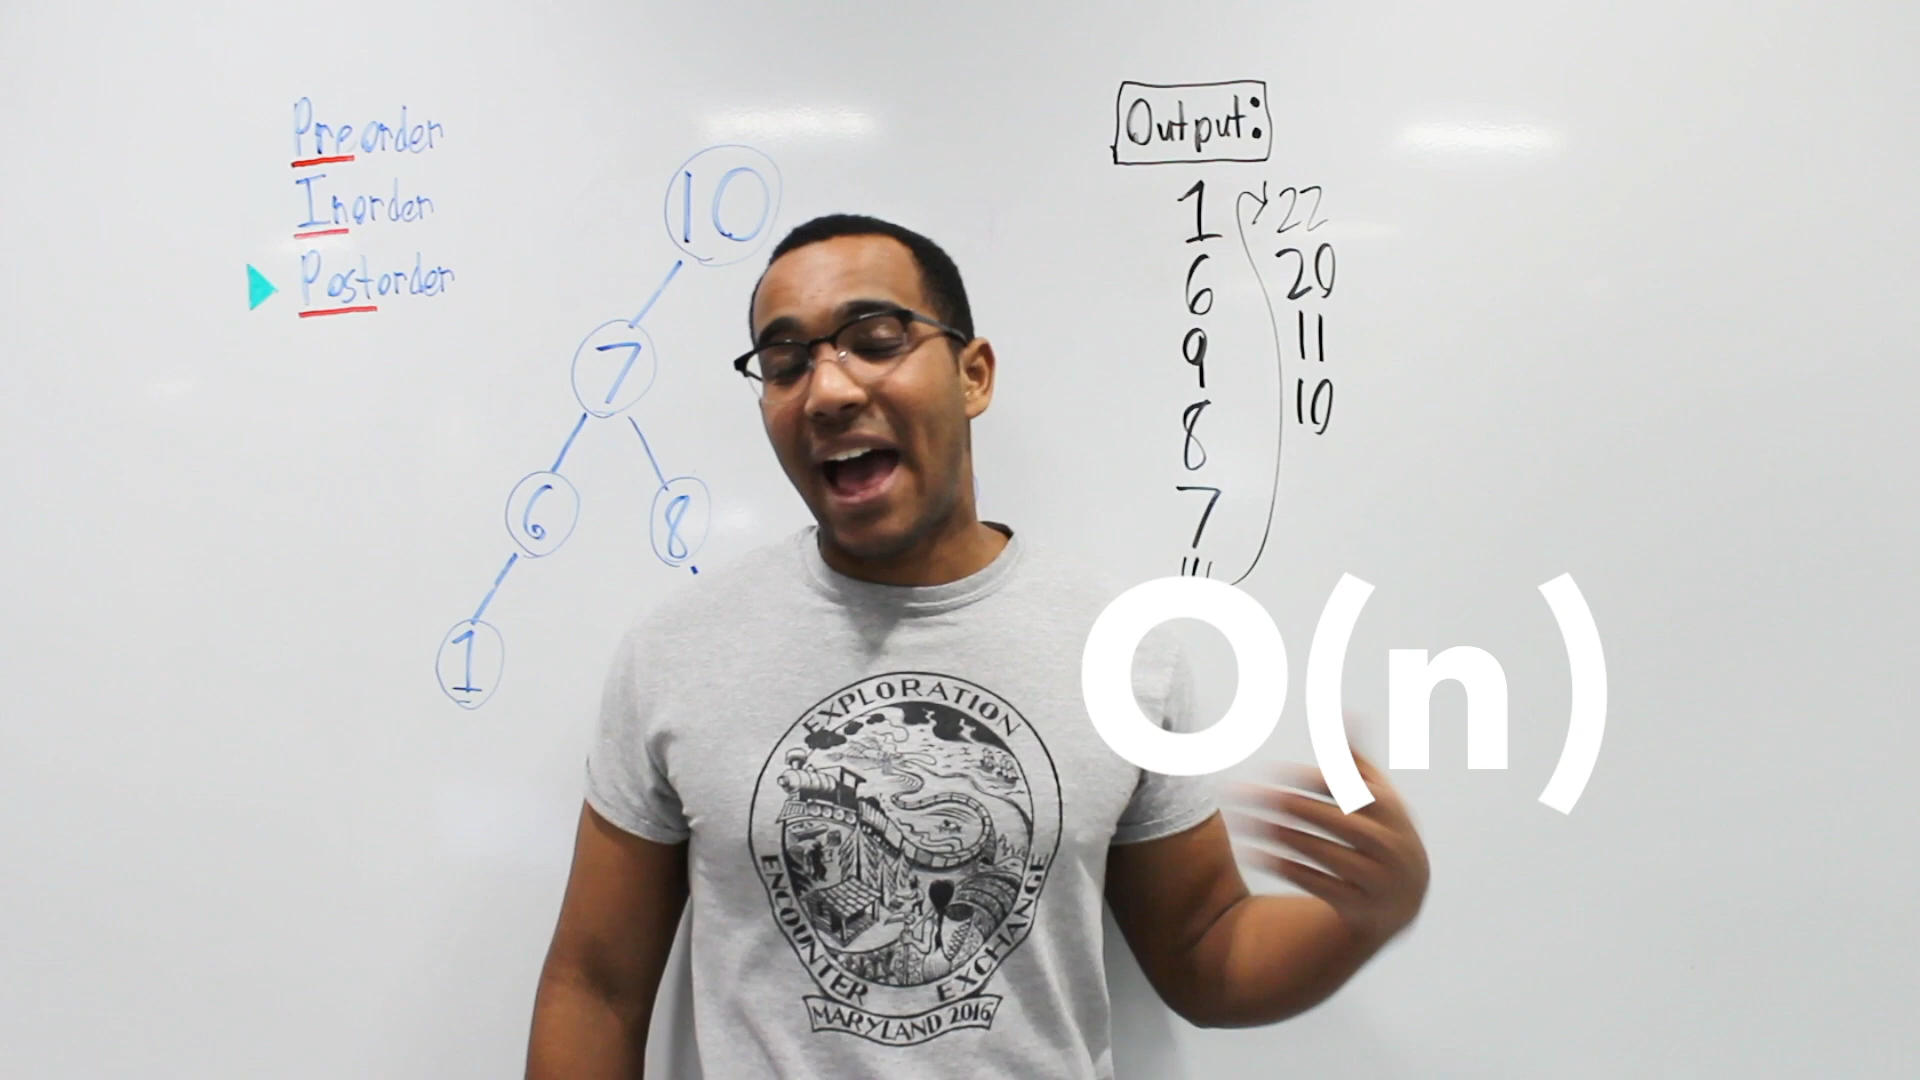 Preorder
Inorder
Postorder
10
7
6
8
1
Output:
1
6
9
8
7
22
20
11
10
O(n)
EXPLORATION
ENCOUNTER
EXCHANGE
MARYLAND 2016